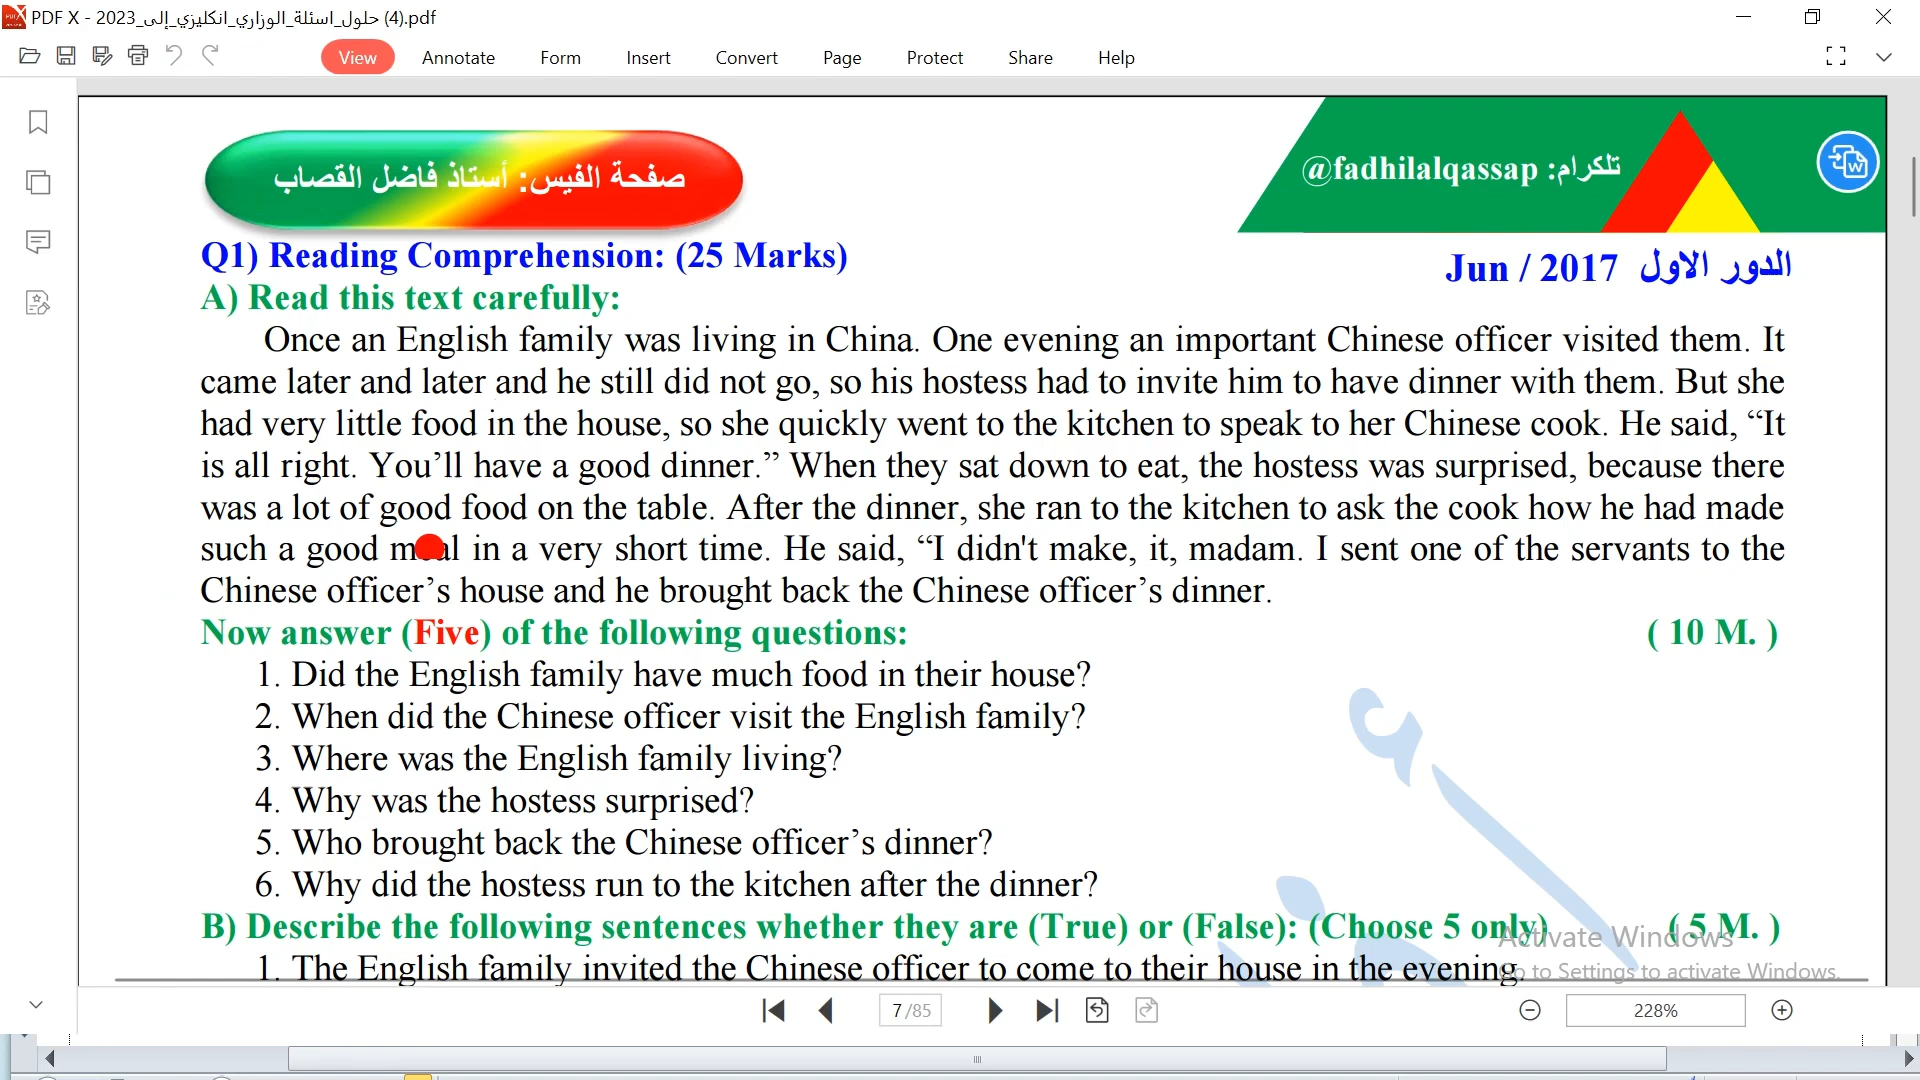 PDF X - حلول_اسئلة_الوزاري_انكليزي_إلى_2023 (4).pdf
View Annotate Form Insert Convert Page Protect Share Help
صفحة الفيس: أستاذ فاضل القصاب
تلكرام: @fadhilalqassap
Q1) Reading Comprehension: (25 Marks)
الدور الاول Jun / 2017
A) Read this text carefully:
Once an English family was living in China. One evening an important Chinese officer visited them. It
came later and later and he still did not go, so his hostess had to invite him to have dinner with them. But she
had very little food in the house, so she quickly went to the kitchen to speak to her Chinese cook. He said, “It
is all right. You’ll have a good dinner.” When they sat down to eat, the hostess was surprised, because there
was a lot of good food on the table. After the dinner, she ran to the kitchen to ask the cook how he had made
such a good meal in a very short time. He said, “I didn't make, it, madam. I sent one of the servants to the
Chinese officer’s house and he brought back the Chinese officer’s dinner.
Now answer (Five) of the following questions: ( 10 M. )
1. Did the English family have much food in their house?
2. When did the Chinese officer visit the English family?
3. Where was the English family living?
4. Why was the hostess surprised?
5. Who brought back the Chinese officer’s dinner?
6. Why did the hostess run to the kitchen after the dinner?
B) Describe the following sentences whether they are (True) or (False): (Choose 5 only) ( 5 M. )
1. The English family invited the Chinese officer to come to their house in the evening.
Activate Windows
Go to Settings to activate Windows.
7 /85
228%